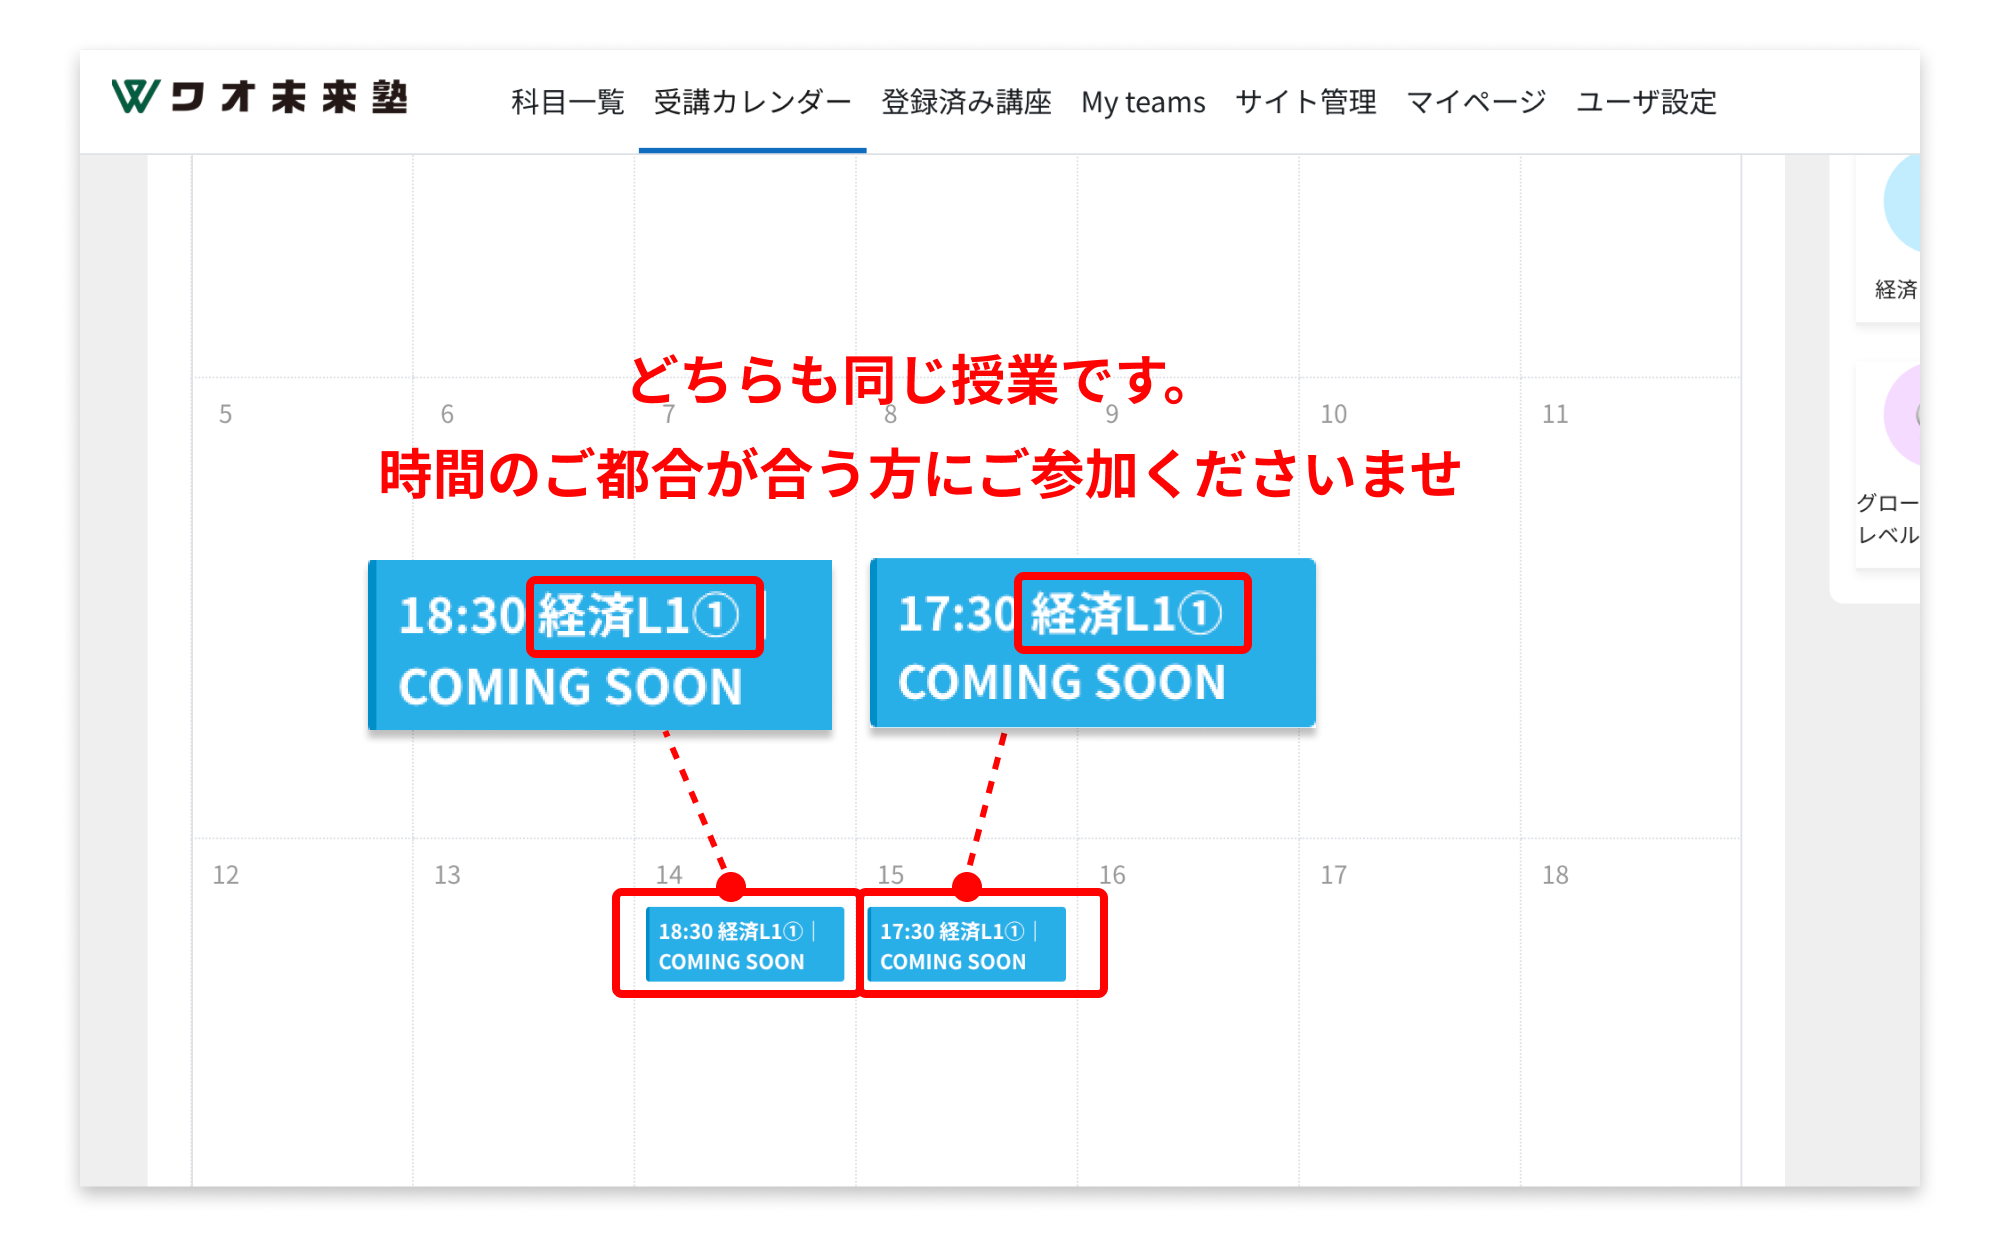 ワオ未来塾
科目一覧 受講カレンダー 登録済み講座 My teams サイト管理 マイページ ユーザ設定
経済
どちらも同じ授業です。
5 6 7 8 9 10 11
時間のご都合が合う方にご参加くださいませ
グロー
レベル
18:30 経済L1①
COMING SOON
17:30 経済L1①
COMING SOON
12 13 14 15 16 17 18
18:30 経済L1①｜
COMING SOON
17:30 経済L1①｜
COMING SOON